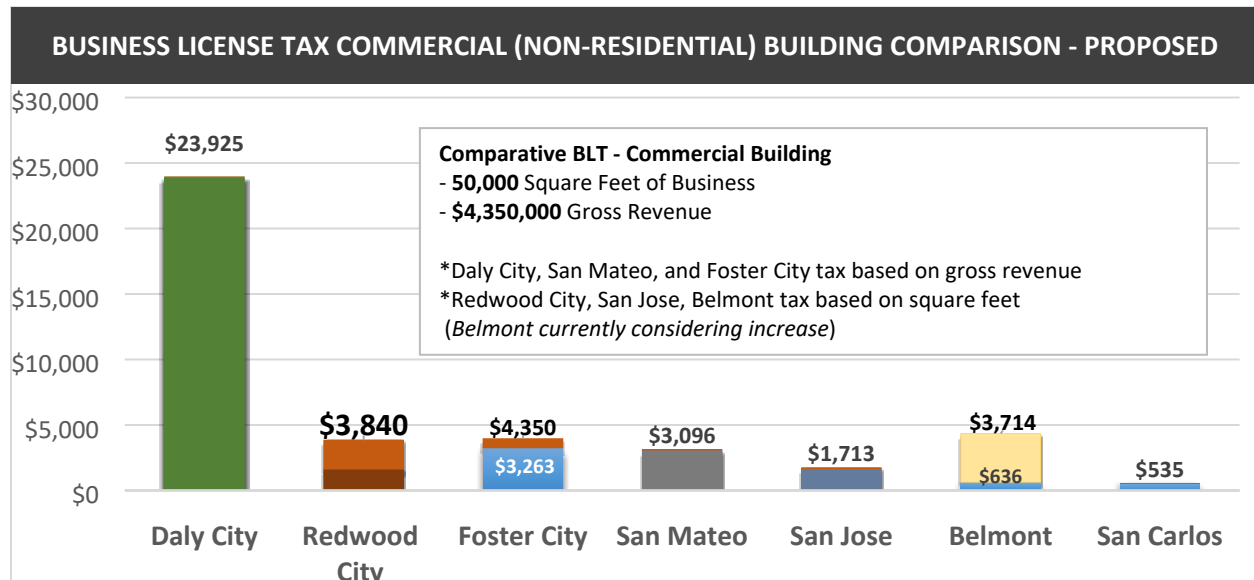 BUSINESS LICENSE TAX COMMERCIAL (NON-RESIDENTIAL) BUILDING COMPARISON - PROPOSED
$30,000
$25,000
$20,000
$15,000
$10,000
$5,000
$0
$23,925
$3,840
$4,350
$3,263
$3,096
$1,713
$3,714
$636
$535
Comparative BLT - Commercial Building
- 50,000 Square Feet of Business
- $4,350,000 Gross Revenue
*Daly City, San Mateo, and Foster City tax based on gross revenue
*Redwood City, San Jose, Belmont tax based on square feet
(Belmont currently considering increase)
Daly City
Redwood
City
Foster City
San Mateo
San Jose
Belmont
San Carlos